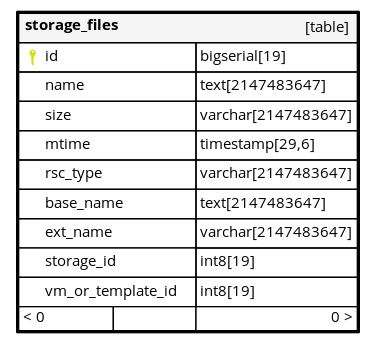 storage_files [table]
id bigserial[19]
name text[2147483647]
size varchar[2147483647]
mtime timestamp[29,6]
rsc_type varchar[2147483647]
base_name text[2147483647]
ext_name varchar[2147483647]
storage_id int8[19]
vm_or_template_id int8[19]
< 0 0 >